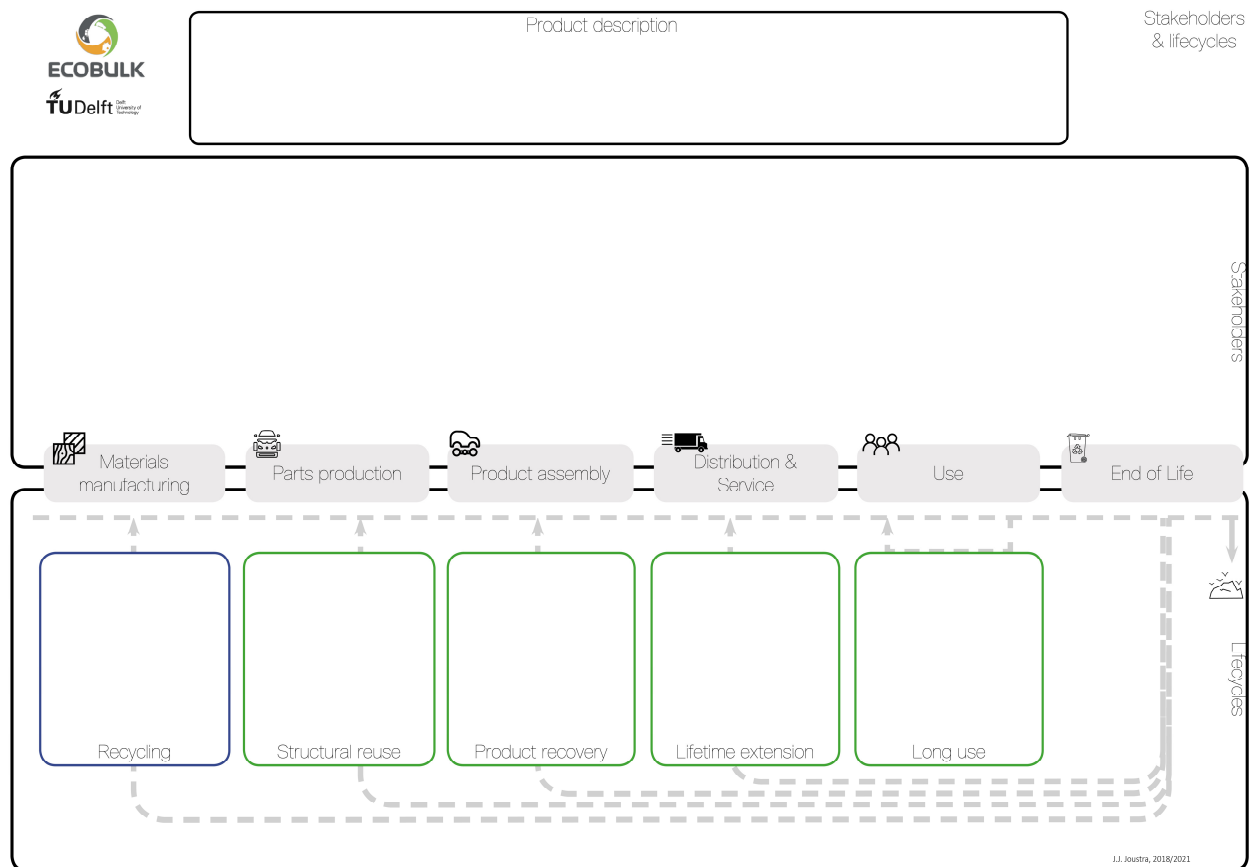 Product description
Stakeholders
& lifecycles
ECOBULK
TUDelft
Delft
University of
Technology
Stakeholders
Materials
manufacturing
Parts production
Product assembly
Distribution &
Service
Use
End of Life
Lifecycles
Recycling
Structural reuse
Product recovery
Lifetime extension
Long use
J.J. Joustra, 2018/2021